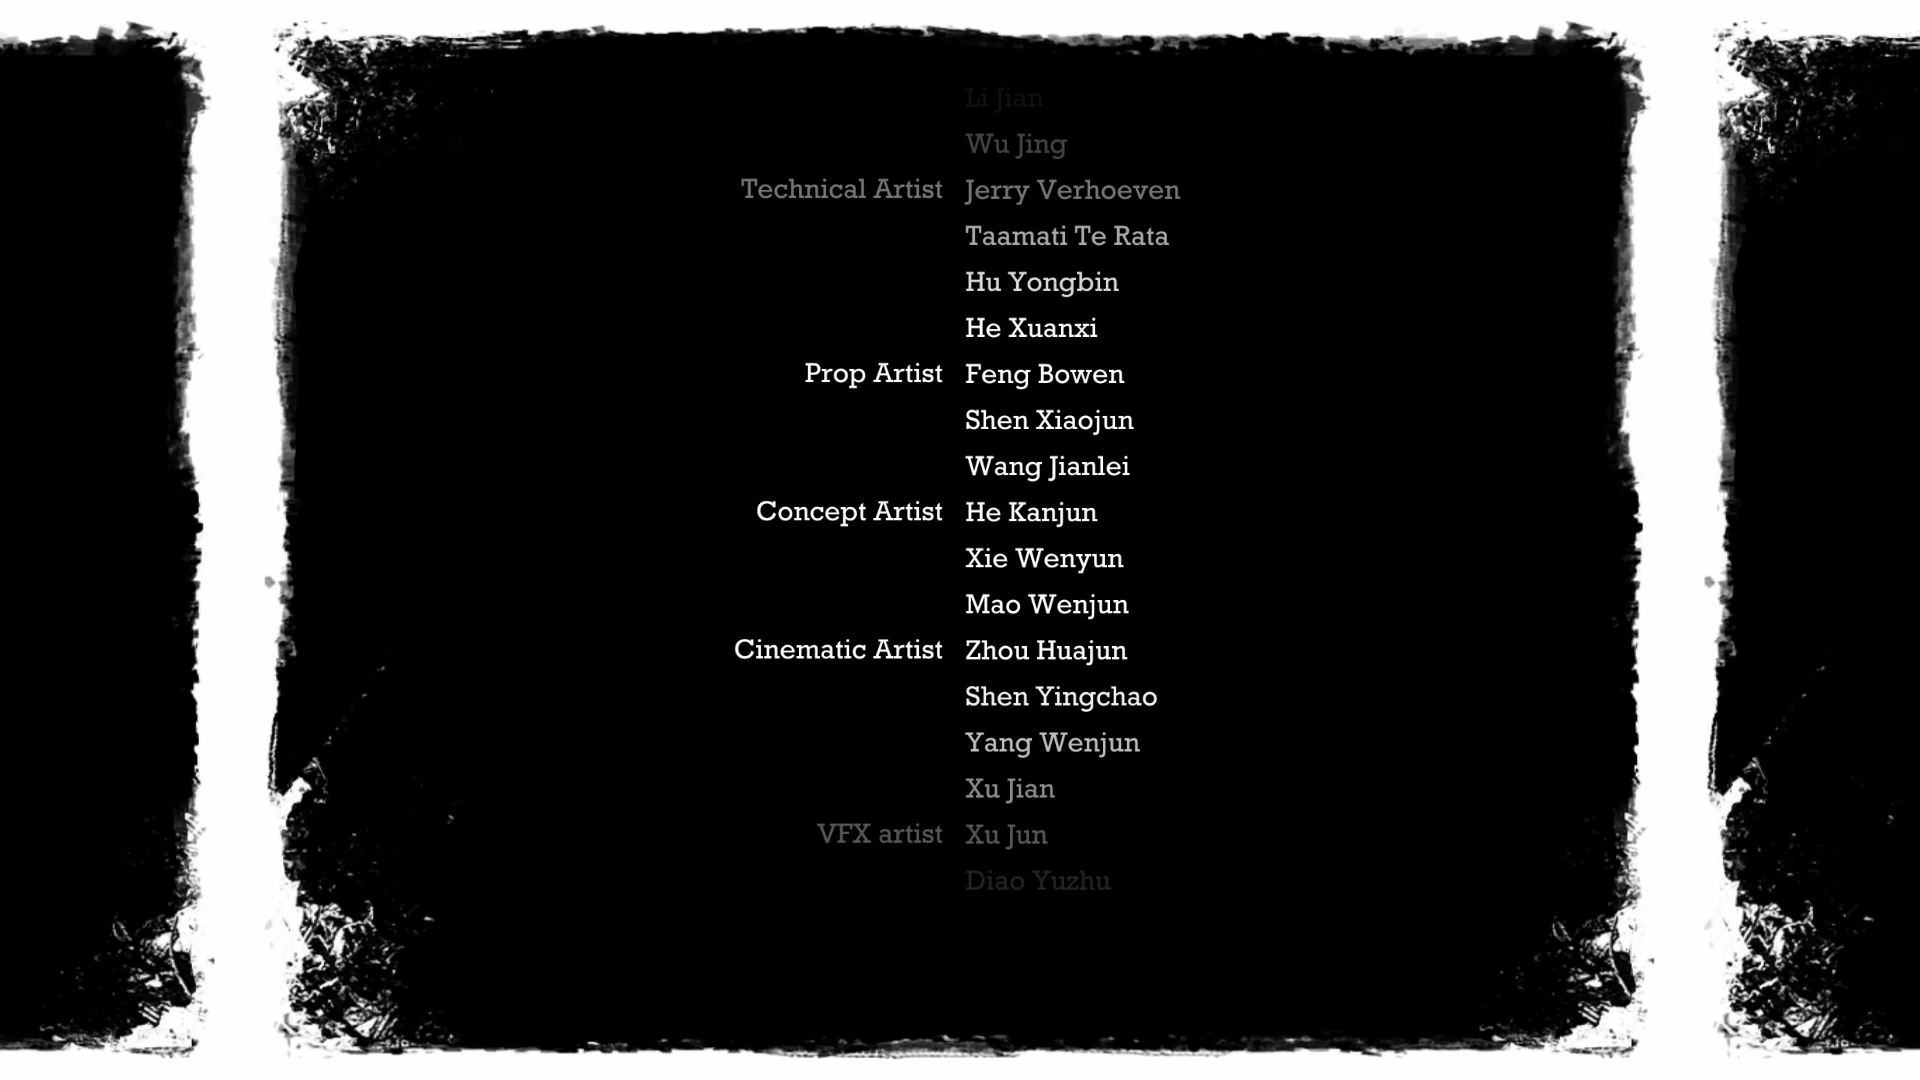 Li Jian
Wu Jing
Technical Artist Jerry Verhoeven
Taamati Te Rata
Hu Yongbin
He Xuanxi
Prop Artist Feng Bowen
Shen Xiaojun
Wang Jianlei
Concept Artist He Kanjun
Xie Wenyun
Mao Wenjun
Cinematic Artist Zhou Huajun
Shen Yingchao
Yang Wenjun
Xu Jian
VFX artist Xu Jun
Diao Yuzhu